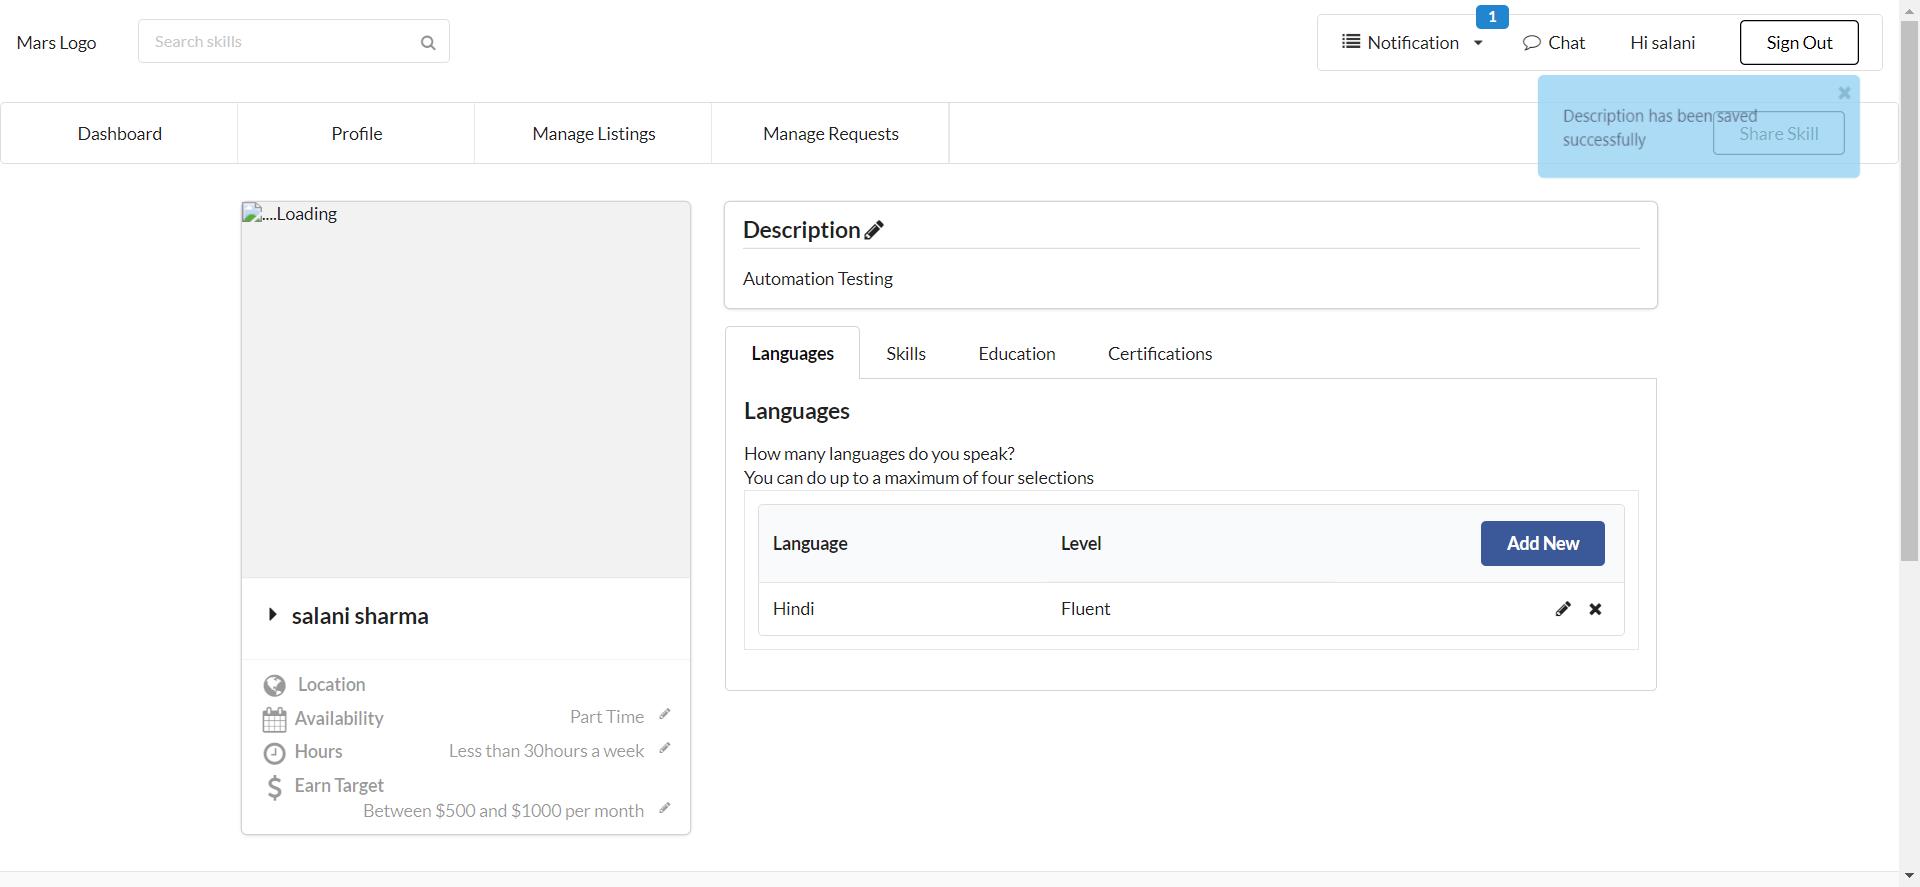 Mars Logo
Search skills
1
Notification
Chat
Hi salani
Sign Out
Dashboard
Profile
Manage Listings
Manage Requests
Share Skill
Description has been saved
successfully
....Loading
Description
Automation Testing
Languages
Skills
Education
Certifications
Languages
How many languages do you speak?
You can do up to a maximum of four selections
Language
Level
Add New
Hindi
Fluent
salani sharma
Location
Availability
Part Time
Hours
Less than 30hours a week
Earn Target
Between $500 and $1000 per month